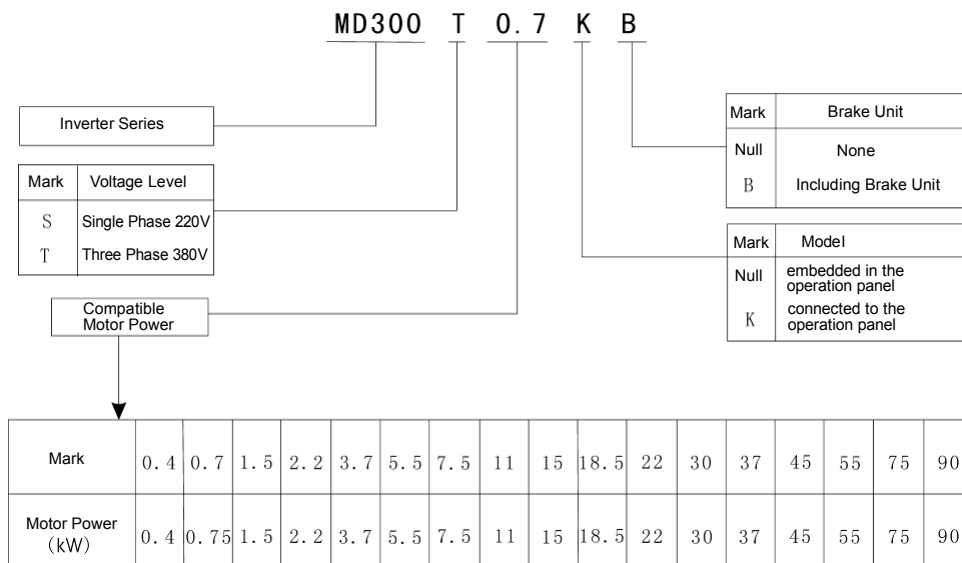 MD300 T 0.7 K B
Inverter Series
Mark Voltage Level
S Single Phase 220V
T Three Phase 380V
Compatible
Motor Power
Mark Brake Unit
Null None
B Including Brake Unit
Mark Model
Null embedded in the
operation panel
K connected to the
operation panel
Mark 0.4 0.7 1.5 2.2 3.7 5.5 7.5 11 15 18.5 22 30 37 45 55 75 90
Motor Power
(kW) 0.4 0.75 1.5 2.2 3.7 5.5 7.5 11 15 18.5 22 30 37 45 55 75 90